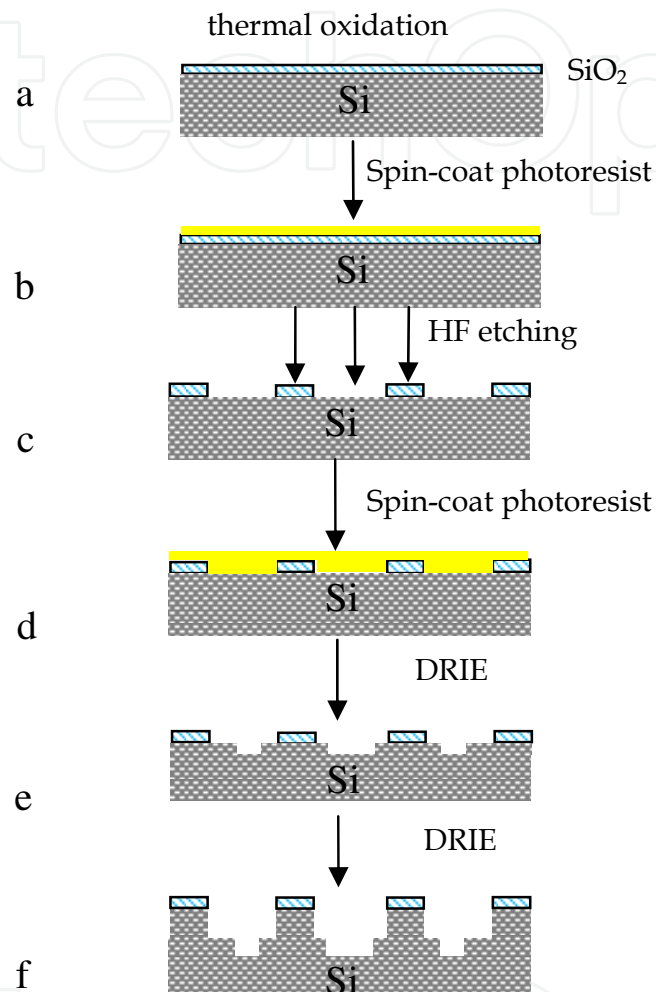 thermal oxidation
SiO₂
a
Si
Spin-coat photoresist
b
Si
HF etching
c
Si
Spin-coat photoresist
d
Si
DRIE
e
Si
DRIE
f
Si